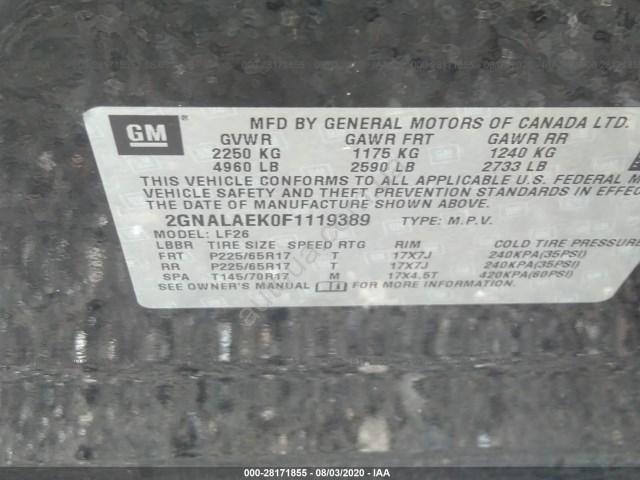 GM ®
MFD BY GENERAL MOTORS OF CANADA LTD.
GVWR GAWR FRT GAWR RR
2250 KG 1175 KG 1240 KG
4960 LB 2590 LB 2733 LB
THIS VEHICLE CONFORMS TO ALL APPLICABLE U.S. FEDERAL
VEHICLE SAFETY AND THEFT PREVENTION STANDARDS IN EFFECT
THE DATE OF MANUFACTURE SHOWN ABOVE.
2GNALAEK0F1119389 TYPE: M.P.V.
MODEL: LF26
LBBR TIRE SIZE SPEED RTG RIM COLD TIRE PRESSURE
FRT P225/65R17 T 17X7J 240KPA(35PSI)
RR P225/65R17 T 17X7J 240KPA(35PSI)
SPA T145/70R17 M 17X4.5T 420KPA(60PSI)
SEE OWNER'S MANUAL FOR MORE INFORMATION.
000-28171855 - 08/03/2020 - IAA